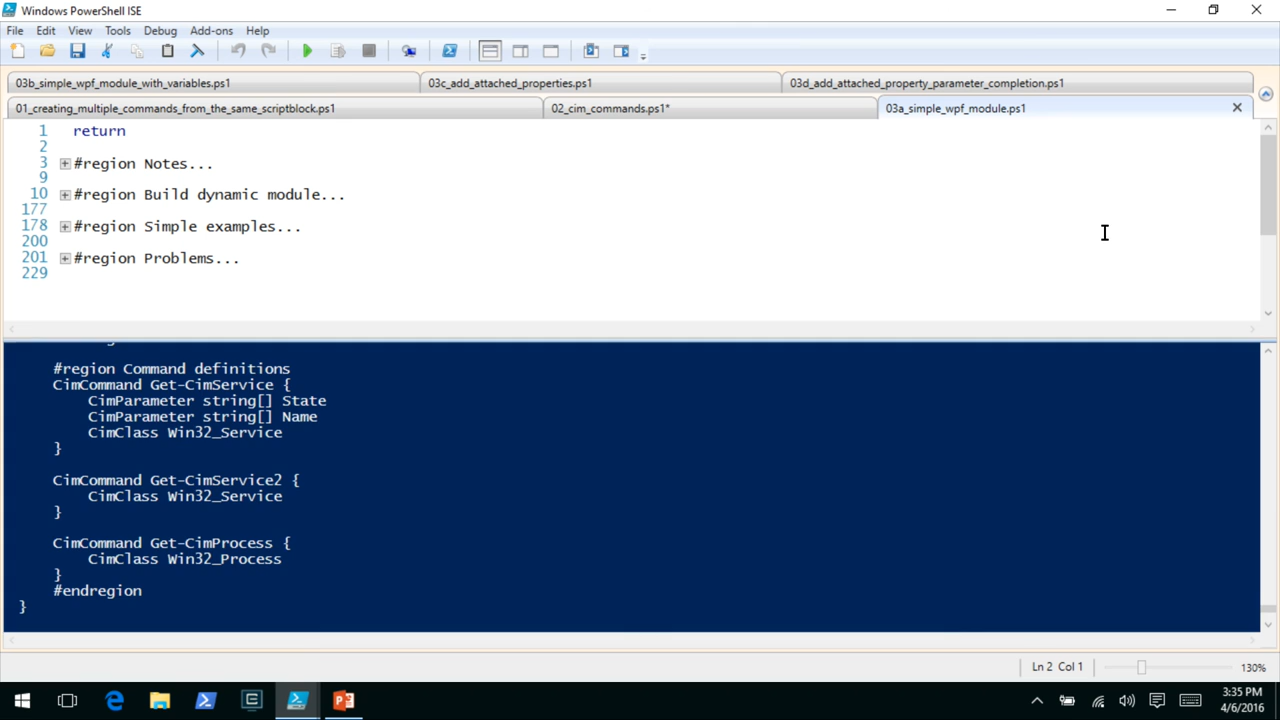 Windows PowerShell ISE
File Edit View Tools Debug Add-ons Help
03b_simple_wpf_module_with_variables.ps1 03c_add_attached_properties.ps1 03d_add_attached_property_parameter_completion.ps1
01_creating_multiple_commands_from_the_same_scriptblock.ps1 02_cim_commands.ps1* 03a_simple_wpf_module.ps1
1 return
2
3 #region Notes...
9
10 #region Build dynamic module...
177
178 #region Simple examples...
200
201 #region Problems...
229
#region Command definitions
CimCommand Get-CimService {
CimParameter string[] State
CimParameter string[] Name
CimClass Win32_Service
}
CimCommand Get-CimService2 {
CimClass Win32_Service
}
CimCommand Get-CimProcess {
CimClass Win32_Process
}
#endregion
}
Ln 2 Col 1 130%
3:35 PM
4/6/2016